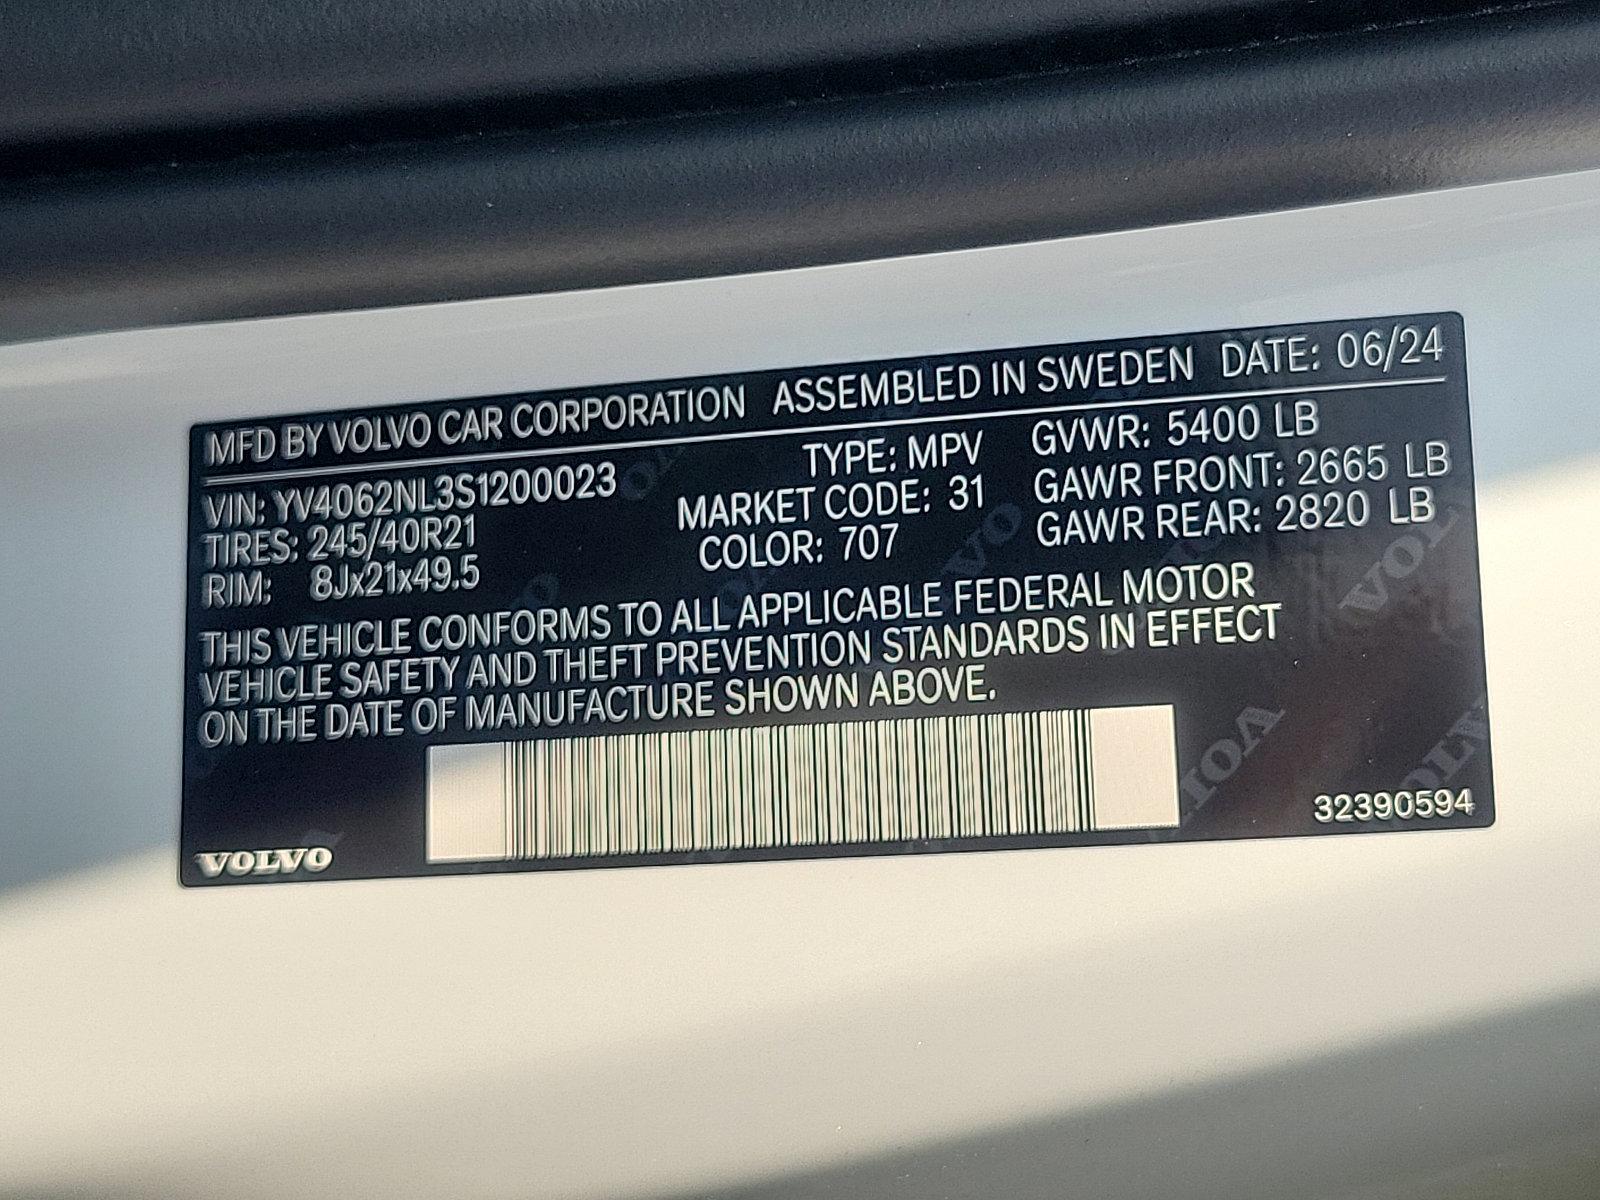 MFD BY VOLVO CAR CORPORATION ASSEMBLED IN SWEDEN DATE: 06/24
VIN: YV4062NL3S1200023 TYPE: MPV GVWR: 5400 LB
TIRES: 245/40R21 MARKET CODE: 31 GAWR FRONT: 2665 LB
RIM: 8Jx21x49.5 COLOR: 707 GAWR REAR: 2820 LB
THIS VEHICLE CONFORMS TO ALL APPLICABLE FEDERAL MOTOR
VEHICLE SAFETY AND THEFT PREVENTION STANDARDS IN EFFECT
ON THE DATE OF MANUFACTURE SHOWN ABOVE.
VOLVO 32390594